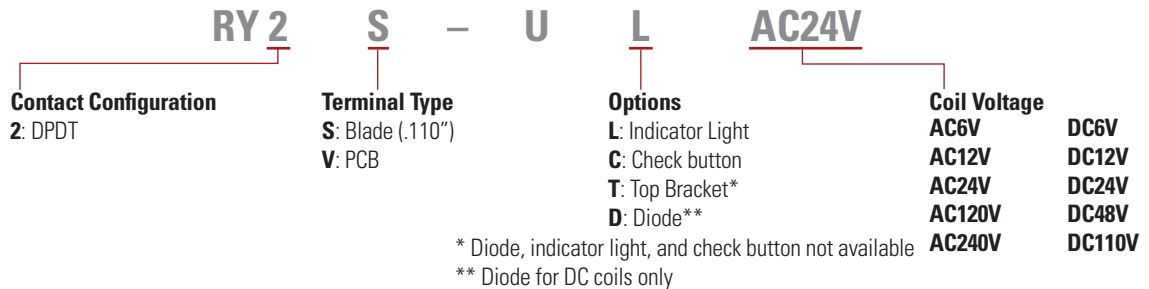 RY 2 S – U L AC24V
Contact Configuration
2: DPDT
Terminal Type
S: Blade (.110”)
V: PCB
Options
L: Indicator Light
C: Check button
T: Top Bracket*
D: Diode**
* Diode, indicator light, and check button not available
** Diode for DC coils only
Coil Voltage
AC6V DC6V
AC12V DC12V
AC24V DC24V
AC120V DC48V
AC240V DC110V